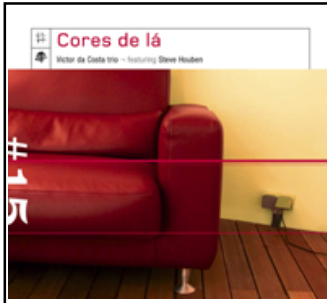 Cores de lá
Victor da Costa trio – featuring Steve Houben
#15